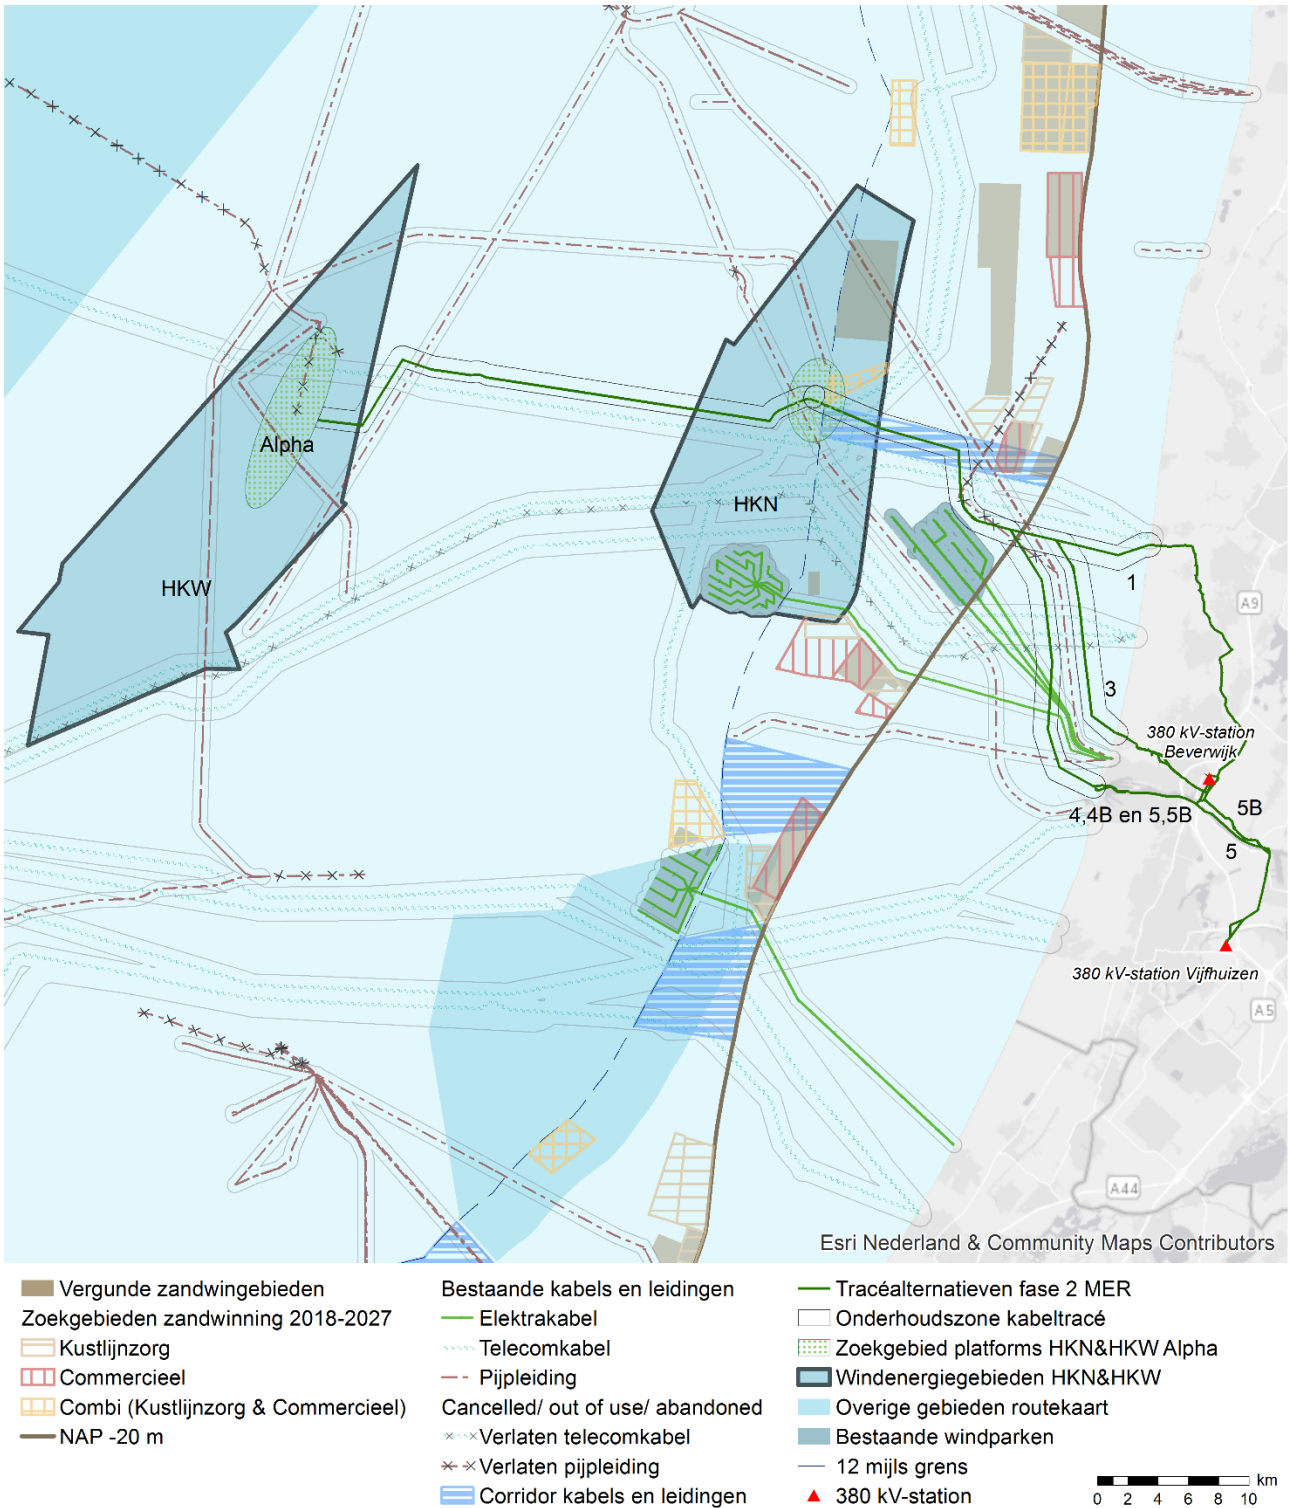 Alpha
HKN
HKW
1
A9
3
380 kV-station
Beverwijk
4,4B en 5,5B
5B
5
380 kV-station Vijfhuizen
A5
A44
Esri Nederland & Community Maps Contributors
Vergunde zandwingebieden
Zoekgebieden zandwinning 2018-2027
Kustlijnzorg
Commercieel
Combi (Kustlijnzorg & Commercieel)
NAP -20 m
Bestaande kabels en leidingen
Elektrakabel
Telecomkabel
Pijpleiding
Cancelled/ out of use/ abandoned
Verlaten telecomkabel
Verlaten pijpleiding
Corridor kabels en leidingen
Tracéalternatieven fase 2 MER
Onderhoudszone kabeltracé
Zoekgebied platforms HKN&HKW Alpha
Windenergiegebieden HKN&HKW
Overige gebieden routekaart
Bestaande windparken
12 mijls grens
380 kV-station
km
0 2 4 6 8 10